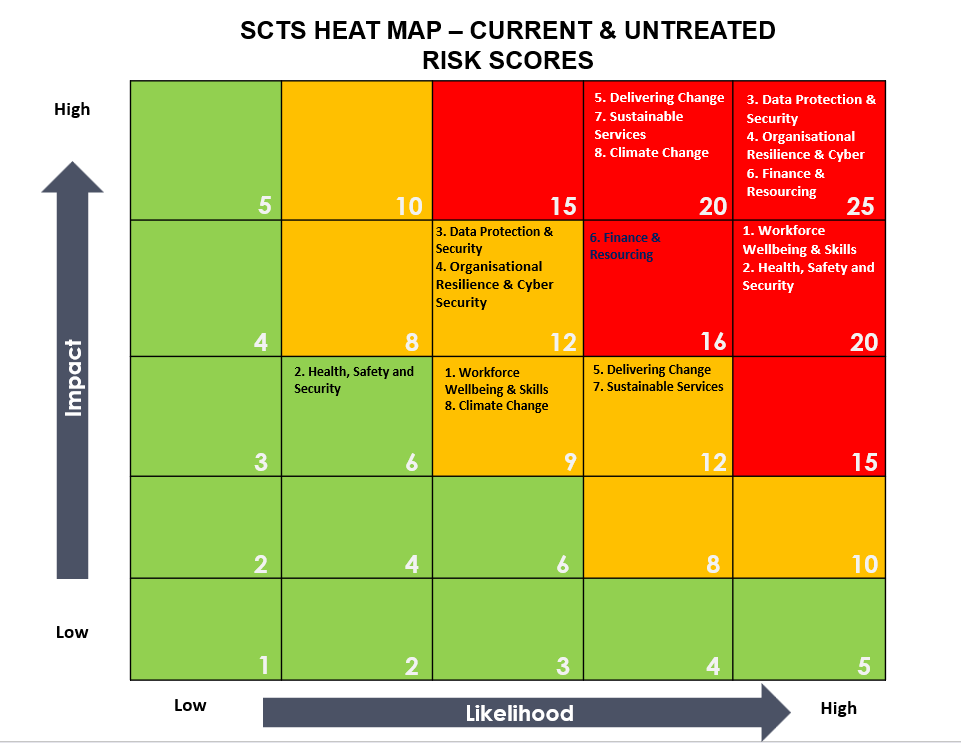 SCTS HEAT MAP – CURRENT & UNTREATED
RISK SCORES
High
5. Delivering Change
7. Sustainable
Services
8. Climate Change
3. Data Protection &
Security
4. Organisational
Resilience & Cyber
6. Finance &
Resourcing
5
10
15
20
25
3. Data Protection &
Security
4. Organisational
Resilience & Cyber
Security
6. Finance &
Resourcing
1. Workforce
Wellbeing & Skills
2. Health, Safety and
Security
4
8
12
16
20
Impact
2. Health, Safety and
Security
1. Workforce
Wellbeing & Skills
8. Climate Change
5. Delivering Change
7. Sustainable Services
3
6
9
12
15
2
4
6
8
10
Low
1
2
3
4
5
Low
Likelihood
High